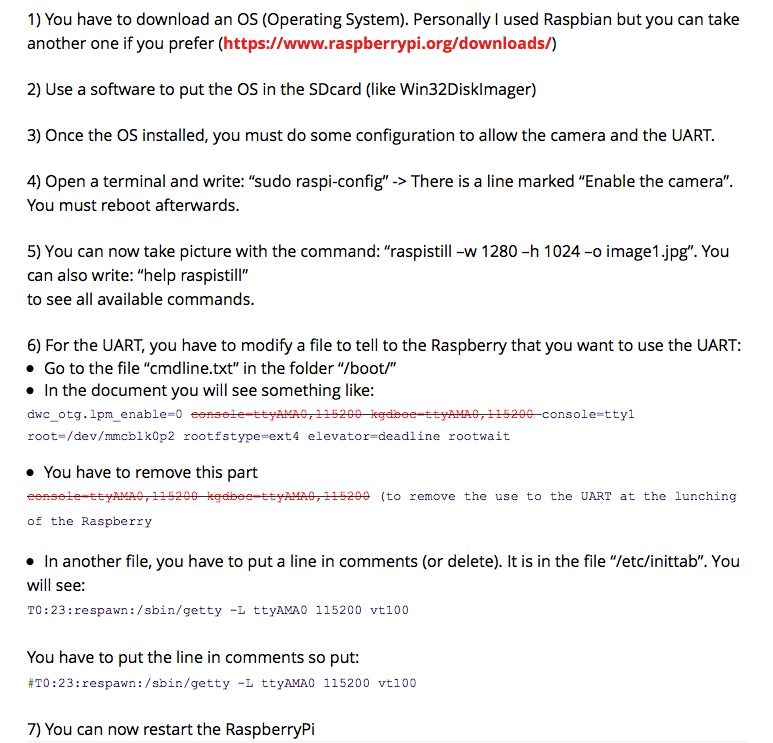 1) You have to download an OS (Operating System). Personally I used Raspbian but you can take
another one if you prefer (https://www.raspberrypi.org/downloads/)
2) Use a software to put the OS in the SDcard (like Win32DiskImager)
3) Once the OS installed, you must do some configuration to allow the camera and the UART.
4) Open a terminal and write: “sudo raspi-config” -> There is a line marked “Enable the camera”.
You must reboot afterwards.
5) You can now take picture with the command: “raspistill –w 1280 –h 1024 –o image1.jpg”. You
can also write: “help raspistill”
to see all available commands.
6) For the UART, you have to modify a file to tell to the Raspberry that you want to use the UART:
• Go to the file “cmdline.txt” in the folder “/boot/”
• In the document you will see something like:
dwc_otg.lpm_enable=0 console=ttyAMA0,115200 kgdboc=ttyAMA0,115200 console=tty1
root=/dev/mmcblk0p2 rootfstype=ext4 elevator=deadline rootwait
• You have to remove this part
console=ttyAMA0,115200 kgdboc=ttyAMA0,115200 (to remove the use to the UART at the lunching
of the Raspberry
• In another file, you have to put a line in comments (or delete). It is in the file “/etc/inittab”. You
will see:
T0:23:respawn:/sbin/getty -L ttyAMA0 115200 vt100
You have to put the line in comments so put:
#T0:23:respawn:/sbin/getty -L ttyAMA0 115200 vt100
7) You can now restart the RaspberryPi